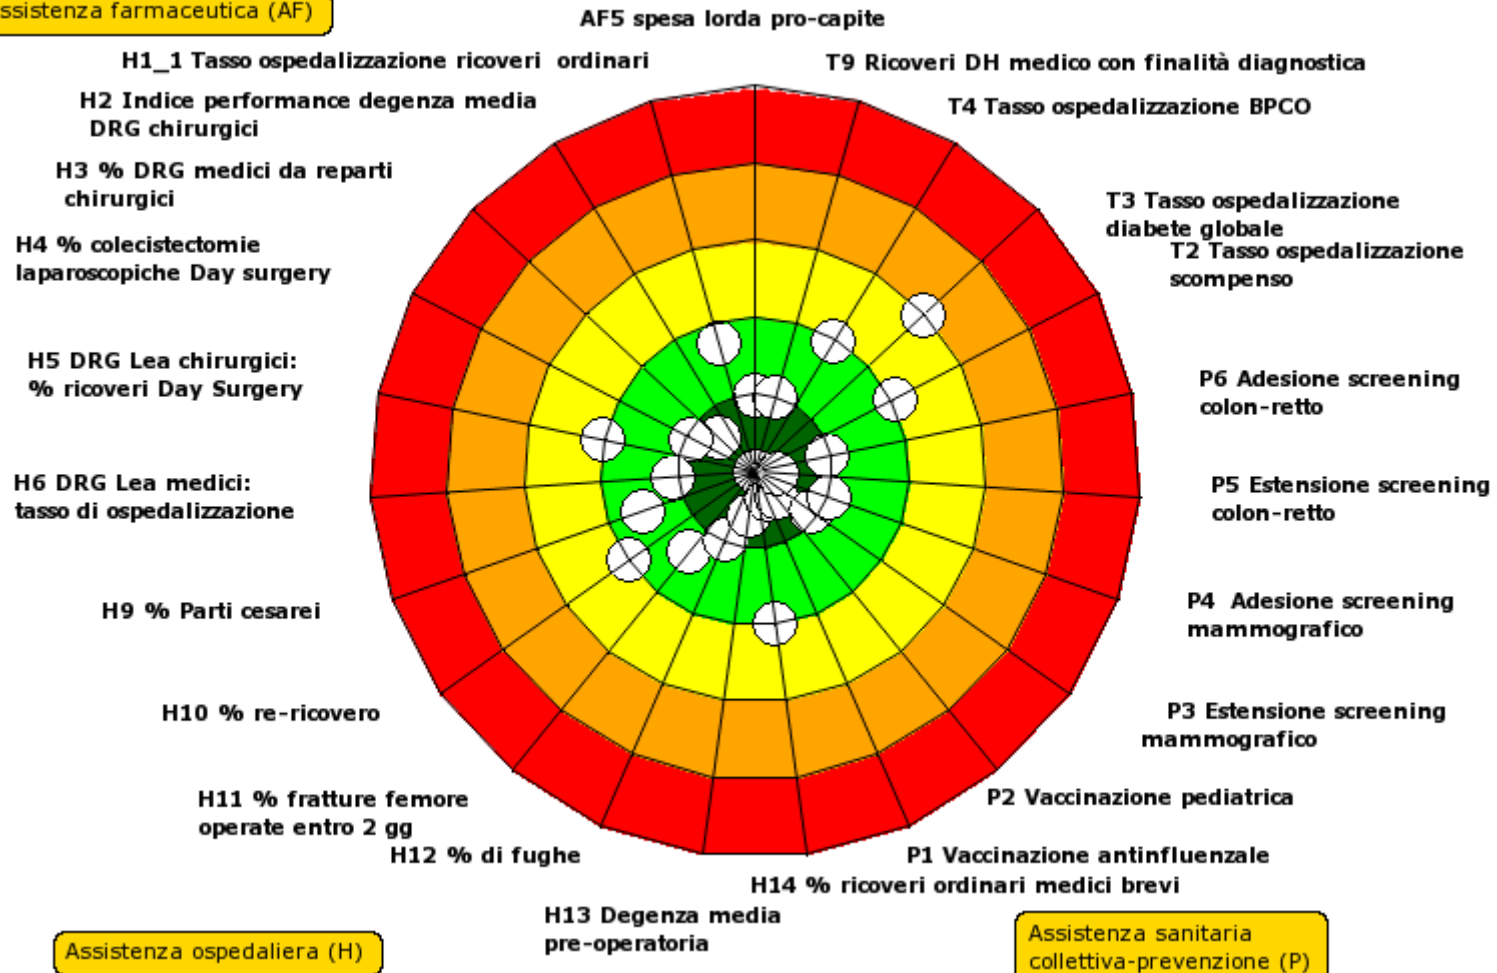 ssistenza farmaceutica (AF)
AF5 spesa lorda pro-capite
H1_1 Tasso ospedalizzazione ricoveri ordinari
T9 Ricoveri DH medico con finalità diagnostica
H2 Indice performance degenza media
DRG chirurgici
T4 Tasso ospedalizzazione BPCO
H3 % DRG medici da reparti
chirurgici
T3 Tasso ospedalizzazione
diabete globale
H4 % colecistectomie
laparoscopiche Day surgery
T2 Tasso ospedalizzazione
scompenso
H5 DRG Lea chirurgici:
% ricoveri Day Surgery
P6 Adesione screening
colon-retto
H6 DRG Lea medici:
tasso di ospedalizzazione
P5 Estensione screening
colon-retto
H9 % Parti cesarei
P4 Adesione screening
mammografico
H10 % re-ricovero
P3 Estensione screening
mammografico
H11 % fratture femore
operate entro 2 gg
P2 Vaccinazione pediatrica
H12 % di fughe
P1 Vaccinazione antinfluenzale
H14 % ricoveri ordinari medici brevi
H13 Degenza media
pre-operatoria
Assistenza ospedaliera (H)
Assistenza sanitaria
collettiva-prevenzione (P)